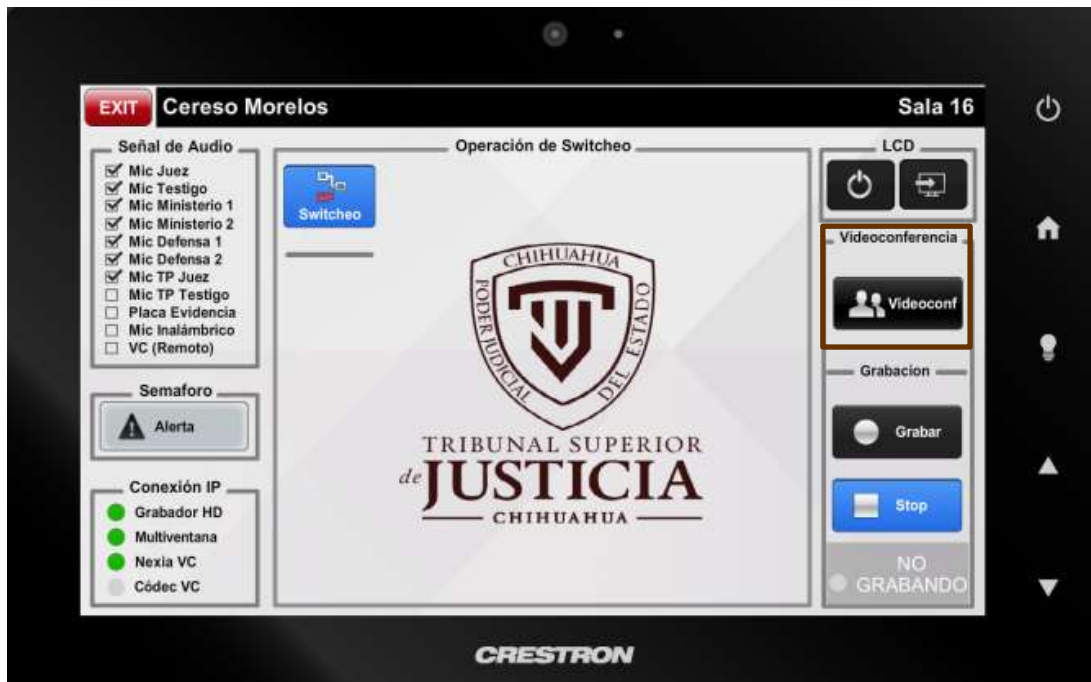 EXIT
Cereso Morelos
Sala 16
Señal de Audio
Mic Juez
Mic Testigo
Mic Ministerio 1
Mic Ministerio 2
Mic Defensa 1
Mic Defensa 2
Mic TP Juez
Mic TP Testigo
Placa Evidencia
Mic Inalámbrico
VC (Remoto)
Semaforo
Alerta
Conexión IP
Grabador HD
Multiventana
Nexia VC
Códec VC
Operación de Switcheo
Switcheo
CHIHUAHUA
PODER JUDICIAL DEL ESTADO
TRIBUNAL SUPERIOR
de JUSTICIA
CHIHUAHUA
LCD
Videoconferencia
Videoconf
Grabacion
Grabar
Stop
NO
GRABANDO
CRESTRON